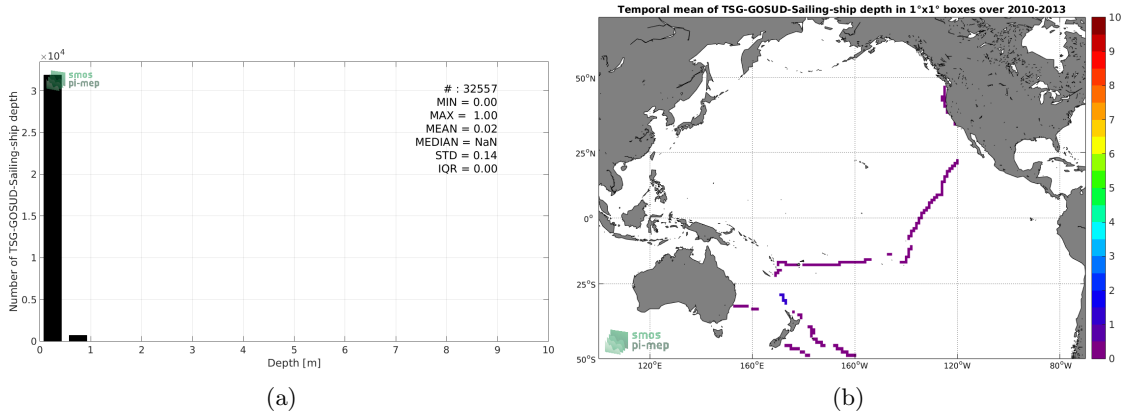 ×10⁴
smos
pi-mep
# : 32557
MIN = 0.00
MAX = 1.00
MEAN = 0.02
MEDIAN = NaN
STD = 0.14
IQR = 0.00
Number of TSG-GOSUD-Sailing-ship depth
3
2.5
2
1.5
1
0.5
0
0 1 2 3 4 5 6 7 8 9 10
Depth [m]
(a)
Temporal mean of TSG-GOSUD-Sailing-ship depth in 1°x1° boxes over 2010-2013
50°N
25°N
0°
25°S
50°S
120°E 160°E 160°W 120°W 80°W
smos
pi-mep
10
9
8
7
6
5
4
3
2
1
0
(b)